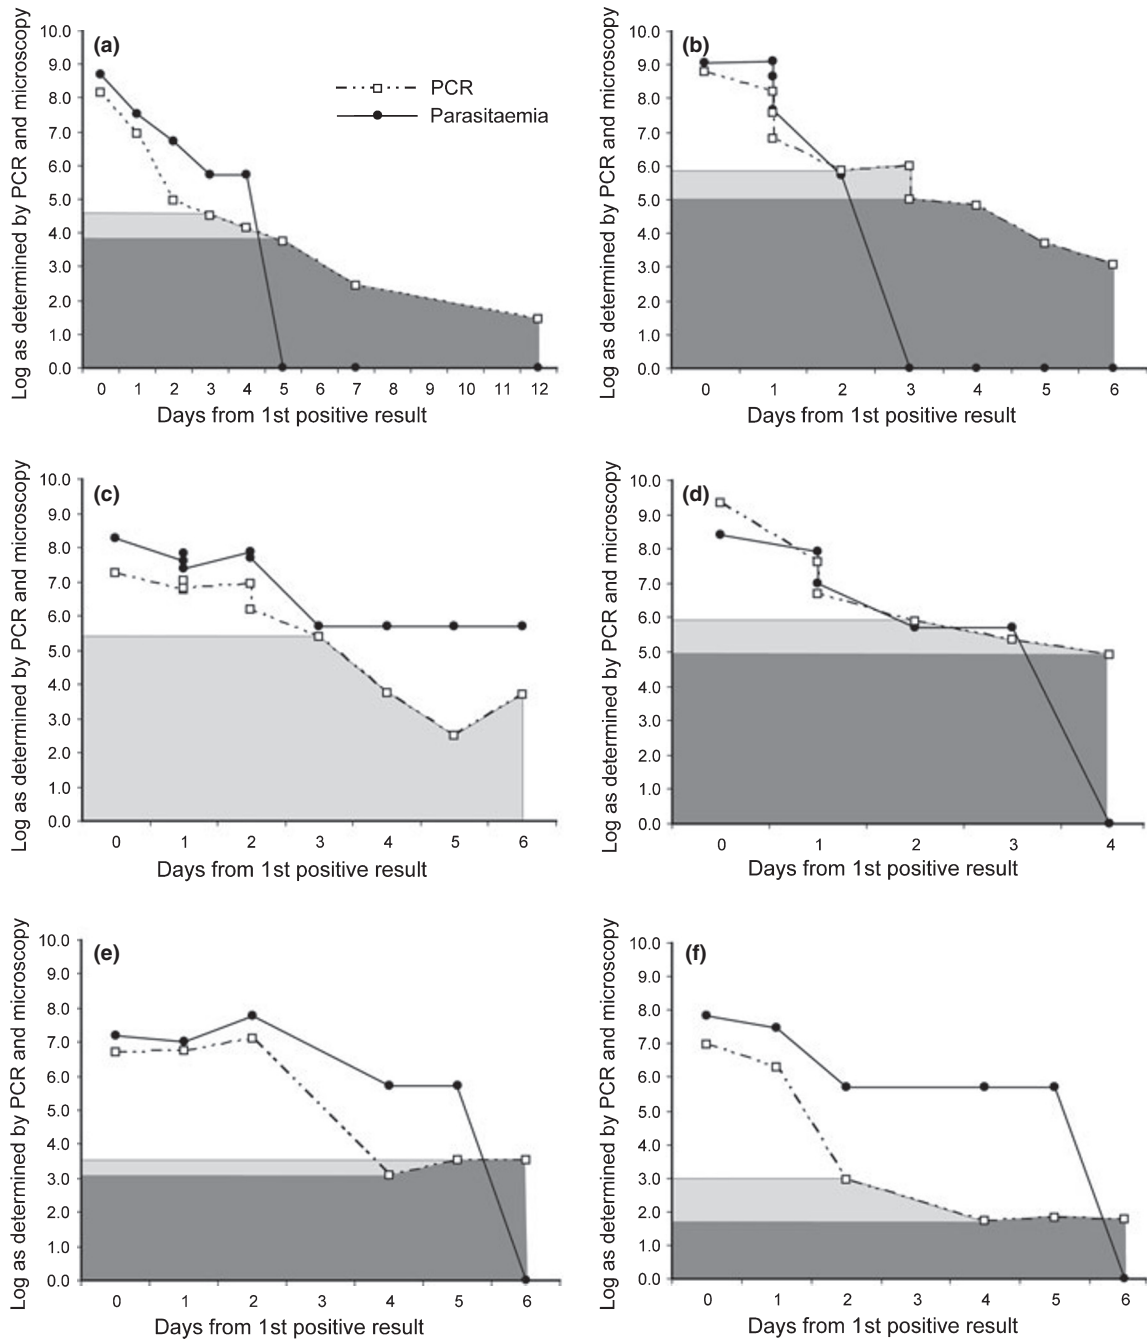 (a)
PCR
Parasitaemia
Log as determined by PCR and microscopy
10.0
9.0
8.0
7.0
6.0
5.0
4.0
3.0
2.0
1.0
0.0
0 1 2 3 4 5 6 7 8 9 10 11 12
Days from 1st positive result
(b)
Log as determined by PCR and microscopy
10.0
9.0
8.0
7.0
6.0
5.0
4.0
3.0
2.0
1.0
0.0
0 1 2 3 4 5 6
Days from 1st positive result
(c)
Log as determined by PCR and microscopy
10.0
9.0
8.0
7.0
6.0
5.0
4.0
3.0
2.0
1.0
0.0
0 1 2 3 4 5 6
Days from 1st positive result
(d)
Log as determined by PCR and microscopy
10.0
9.0
8.0
7.0
6.0
5.0
4.0
3.0
2.0
1.0
0.0
0 1 2 3 4
Days from 1st positive result
(e)
Log as determined by PCR and microscopy
10.0
9.0
8.0
7.0
6.0
5.0
4.0
3.0
2.0
1.0
0.0
0 1 2 3 4 5 6
Days from 1st positive result
(f)
Log as determined by PCR and microscopy
10.0
9.0
8.0
7.0
6.0
5.0
4.0
3.0
2.0
1.0
0.0
0 1 2 3 4 5 6
Days from 1st positive result